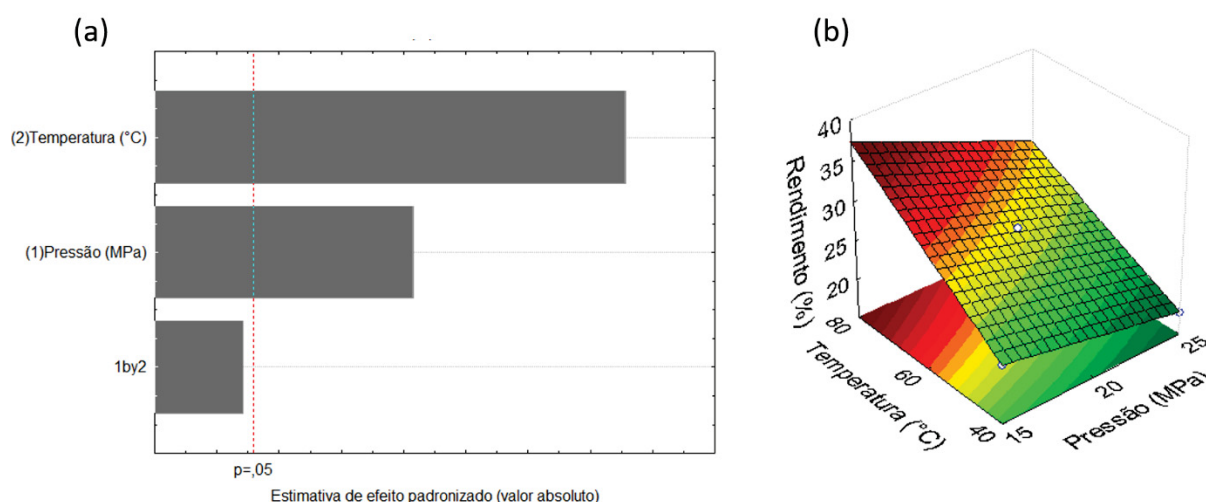 (a)
(2)Temperatura (°C)
(1)Pressão (MPa)
1by2
p=,05
Estimativa de efeito padronizado (valor absoluto)
(b)
Rendimento (%)
40
35
30
25
20
80
60
40
Temperatura (°C)
15
20
25
Pressão (MPa)